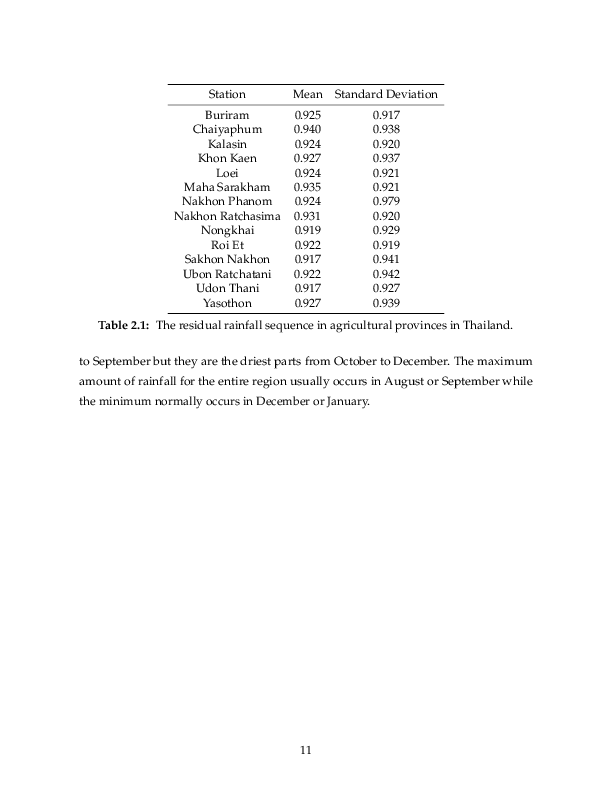 Station Mean Standard Deviation
Buriram 0.925 0.917
Chaiyaphum 0.940 0.938
Kalasin 0.924 0.920
Khon Kaen 0.927 0.937
Loei 0.924 0.921
Maha Sarakham 0.935 0.921
Nakhon Phanom 0.924 0.979
Nakhon Ratchasima 0.931 0.920
Nongkhai 0.919 0.929
Roi Et 0.922 0.919
Sakhon Nakhon 0.917 0.941
Ubon Ratchatani 0.922 0.942
Udon Thani 0.917 0.927
Yasothon 0.927 0.939
Table 2.1: The residual rainfall sequence in agricultural provinces in Thailand.
to September but they are the driest parts from October to December. The maximum
amount of rainfall for the entire region usually occurs in August or September while
the minimum normally occurs in December or January.
11